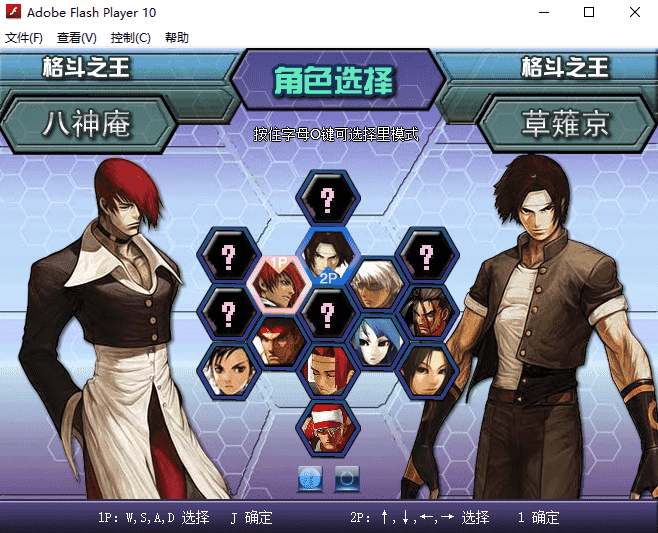 Adobe Flash Player 10
文件(F) 查看(V) 控制(C) 帮助
格斗之王
角色选择
格斗之王
八神庵
草薙京
按住字母O键可选择里模式
?
?
?
1P
2P
?
?
1P: W,S,A,D 选择 J 确定
2P: ↑,↓,←,→ 选择 1 确定